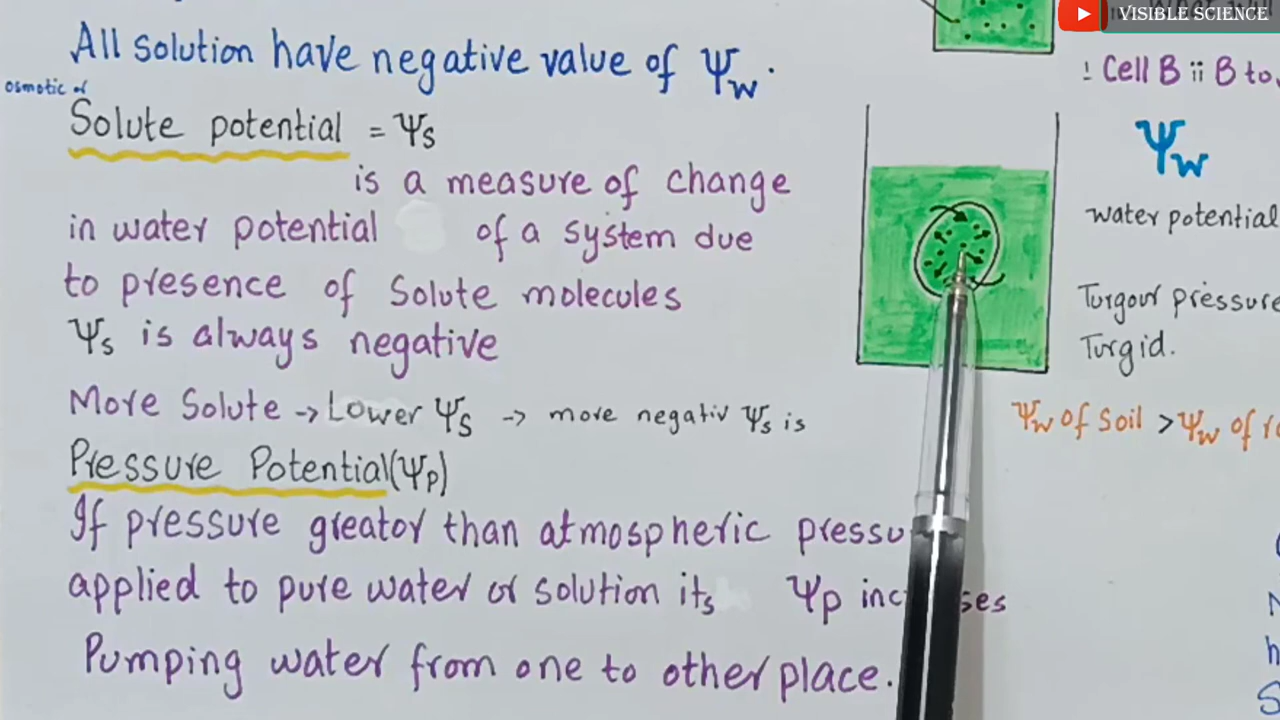 All solution have negative value of Ψw.
osmotic or
Solute potential = Ψs
is a measure of change
in water potential of a system due
to presence of solute molecules
Ψs is always negative
More Solute → Lower Ψs → more negativ Ψs is
Pressure Potential (Ψp)
If pressure greator than atmospheric pressu
applied to pure water or solution its Ψp inc ses
Pumping water from one to other place.
VISIBLE SCIENCE
! Cell B ii B to
Ψw
water potential
Turgour pressure
Turgid.
Ψw of soil > Ψw of